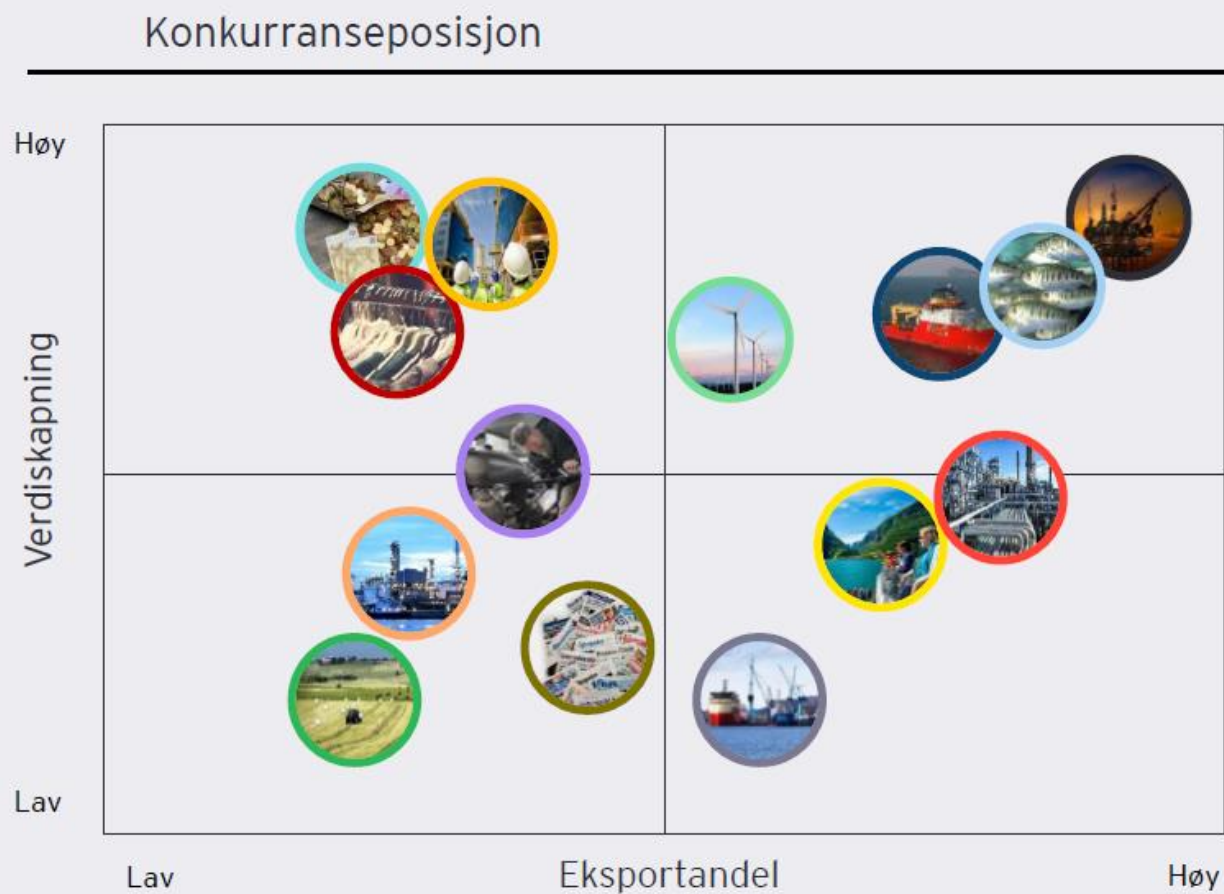 Konkurranseposisjon
Høy
Verdiskapning
Lav
Lav
Eksportandel
Høy